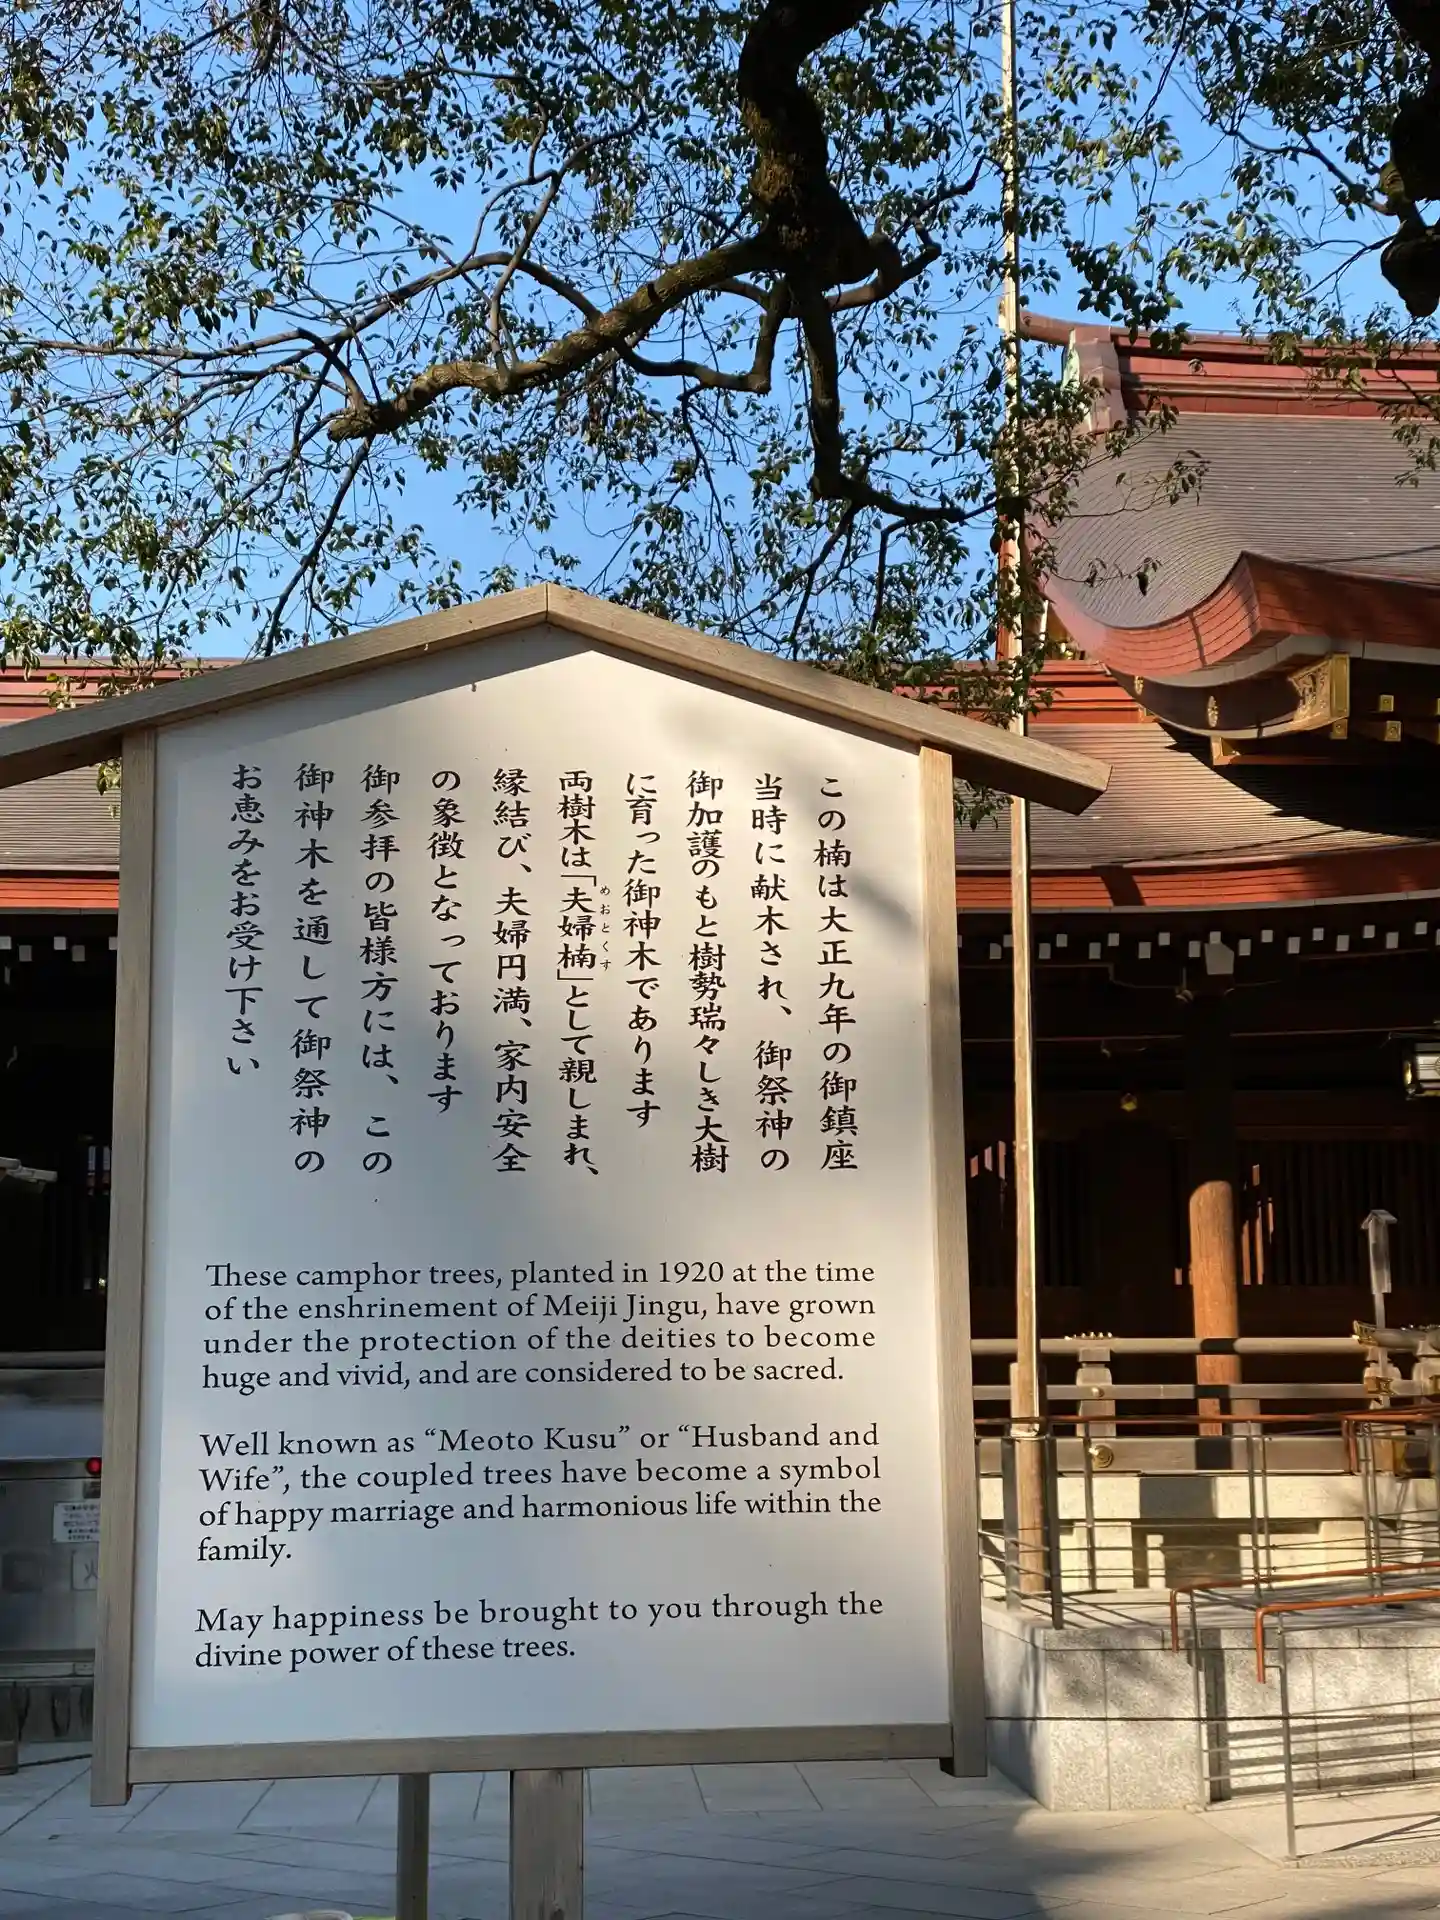 この楠は大正九年の御鎮座
当時に献木され、御祭神の
御加護のもと樹勢瑞々しき大樹
に育った御神木であります
両樹木は「夫婦楠」として親しまれ、
めおとくす
縁結び、夫婦円満、家内安全
の象徴となっております
御参拝の皆様方には、この
御神木を通して御祭神の
お恵みをお受け下さい
These camphor trees, planted in 1920 at the time
of the enshrinement of Meiji Jingu, have grown
under the protection of the deities to become
huge and vivid, and are considered to be sacred.
Well known as “Meoto Kusu” or “Husband and
Wife”, the coupled trees have become a symbol
of happy marriage and harmonious life within the
family.
May happiness be brought to you through the
divine power of these trees.